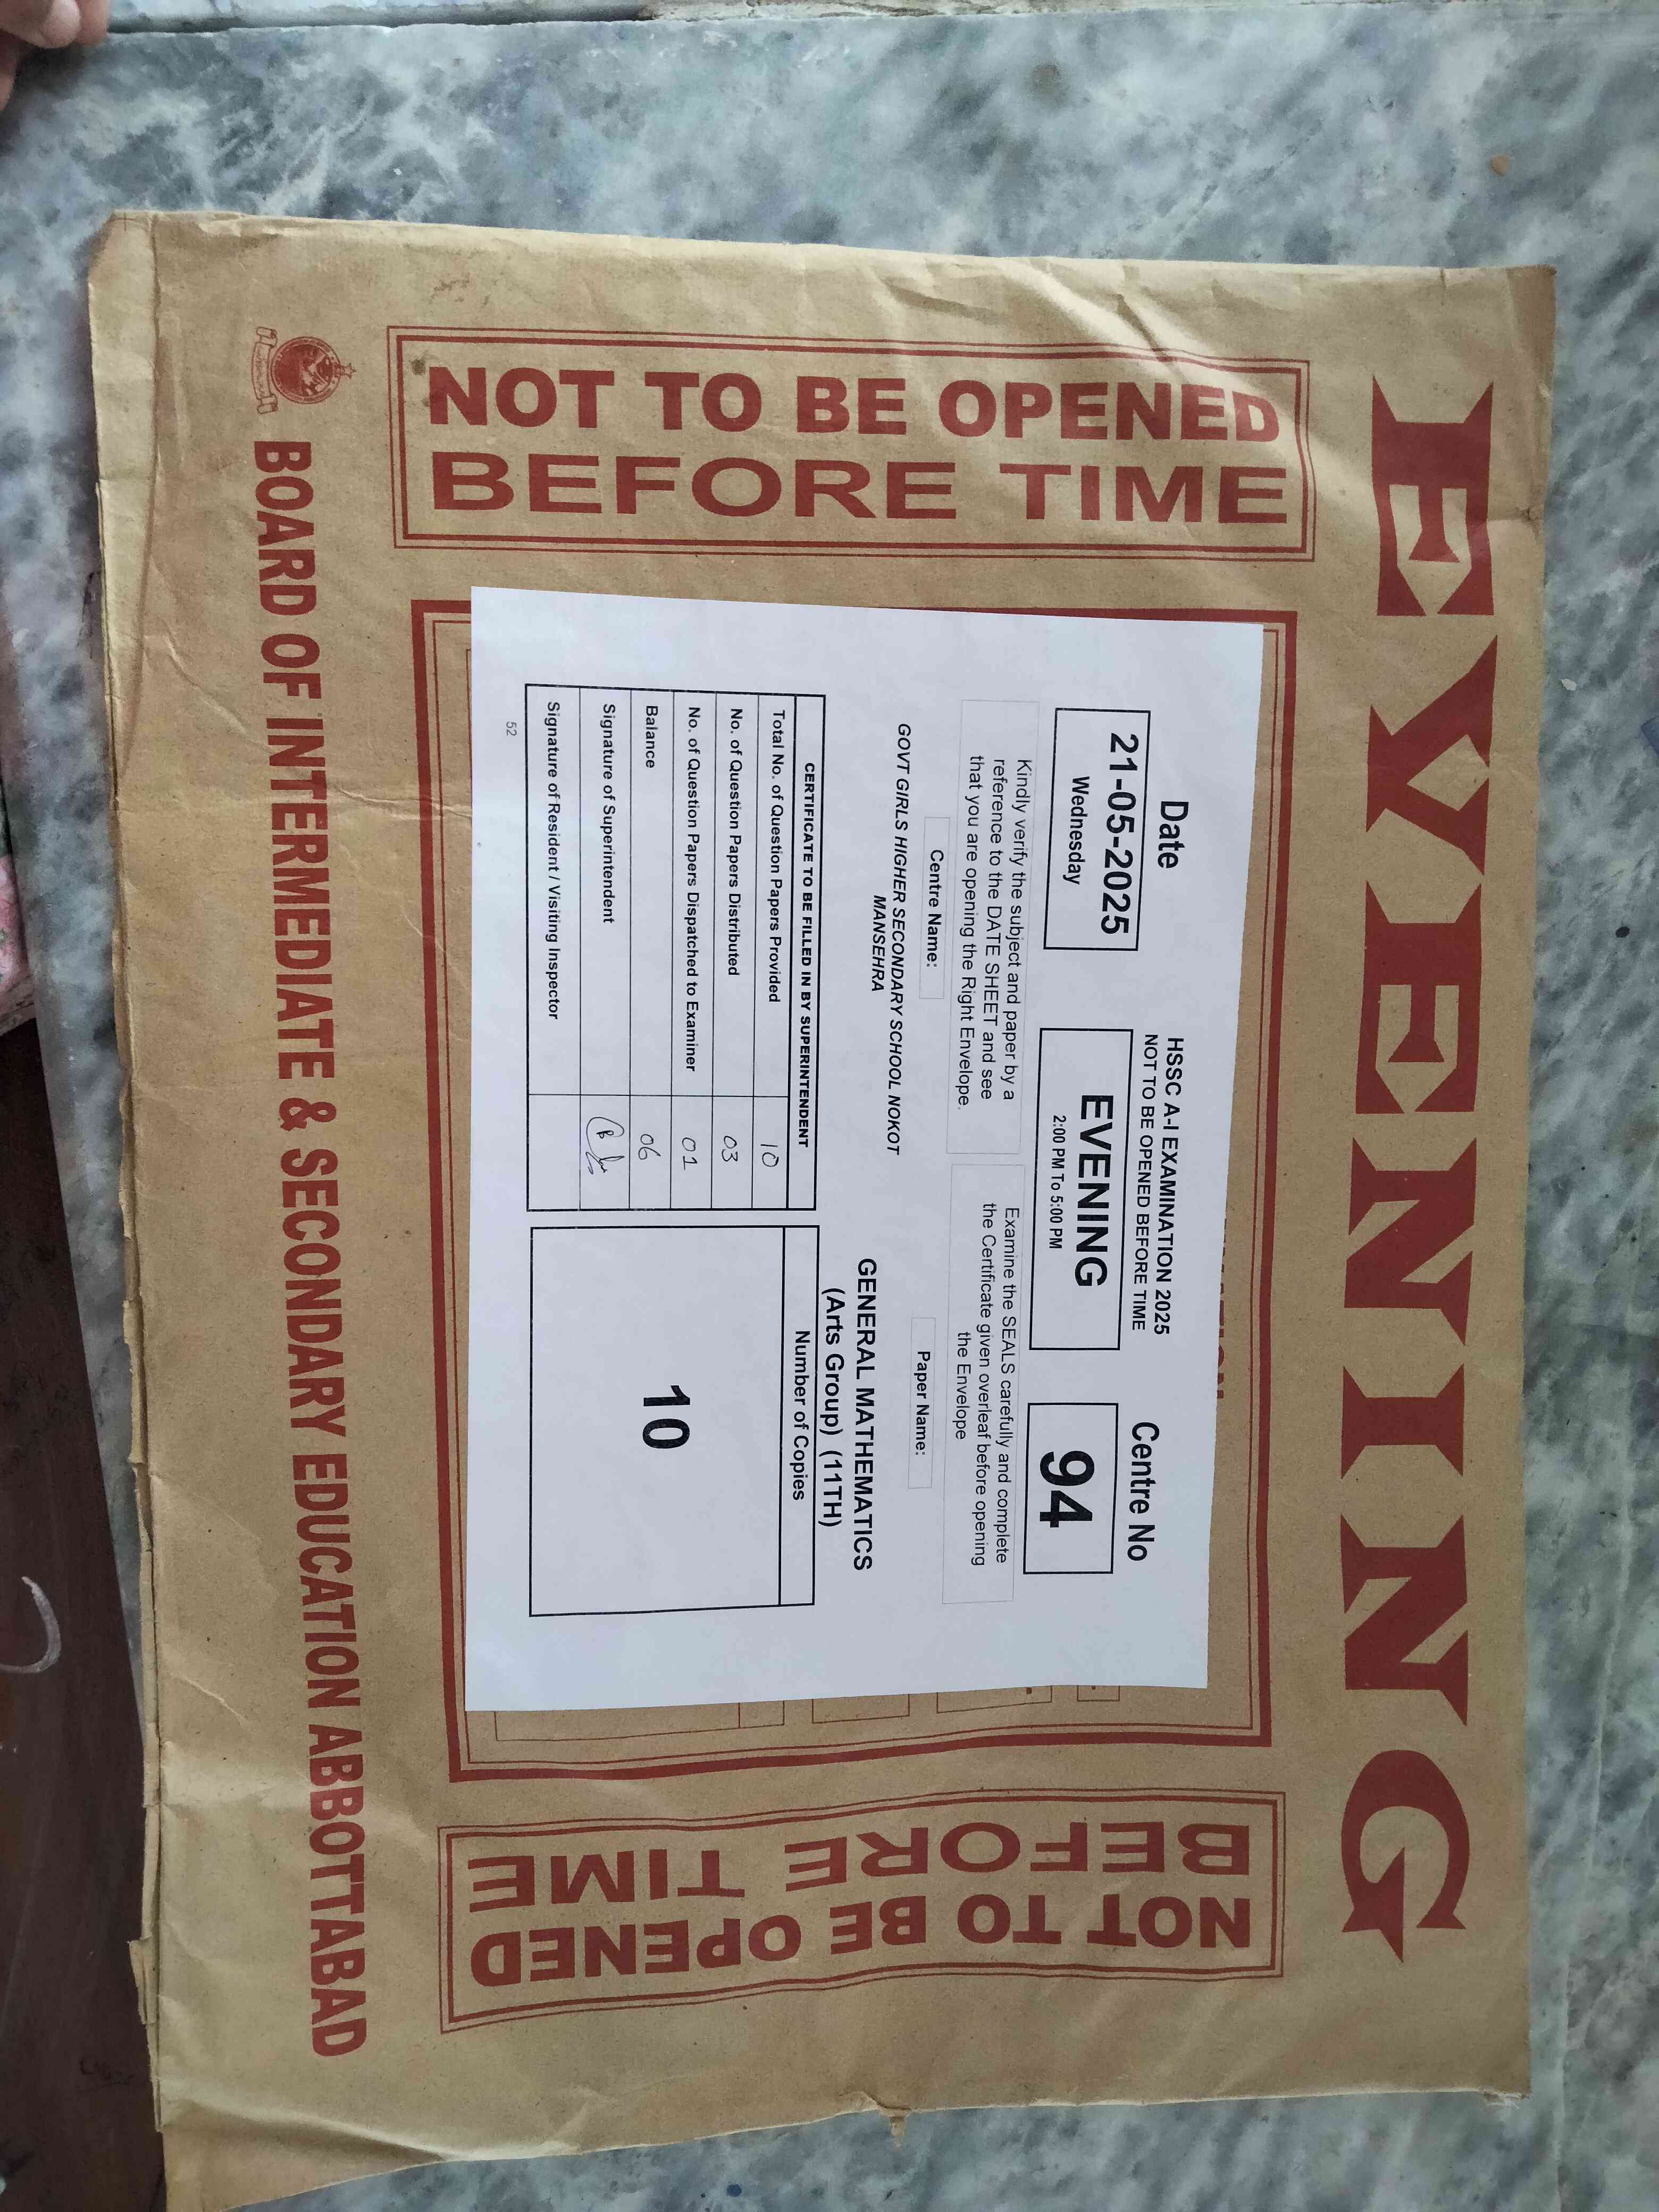 EVENING
NOT TO BE OPENED
BEFORE TIME
Date
21-05-2025
Wednesday
HSSC A-I EXAMINATION 2025
NOT TO BE OPENED BEFORE TIME
EVENING
2:00 PM To 5:00 PM
Centre No
94
Kindly verify the subject and paper by a
reference to the DATE SHEET and see
that you are opening the Right Envelope.
Examine the SEALS carefully and complete
the Certificate given overleaf before opening
the Envelope
Centre Name:
GOVT GIRLS HIGHER SECONDARY SCHOOL NOKOT
MANSEHRA
Paper Name:
GENERAL MATHEMATICS
(Arts Group) (11TH)
CERTIFICATE TO BE FILLED IN BY SUPERINTENDENT
Total No. of Question Papers Provided 10
No. of Question Papers Distributed 03
No. of Question Papers Dispatched to Examiner 01
Balance 06
Signature of Superintendent
Signature of Resident / Visiting Inspector
52
Number of Copies
10
NOT TO BE OPENED
BEFORE TIME
BOARD OF INTERMEDIATE & SECONDARY EDUCATION ABBOTTABAD